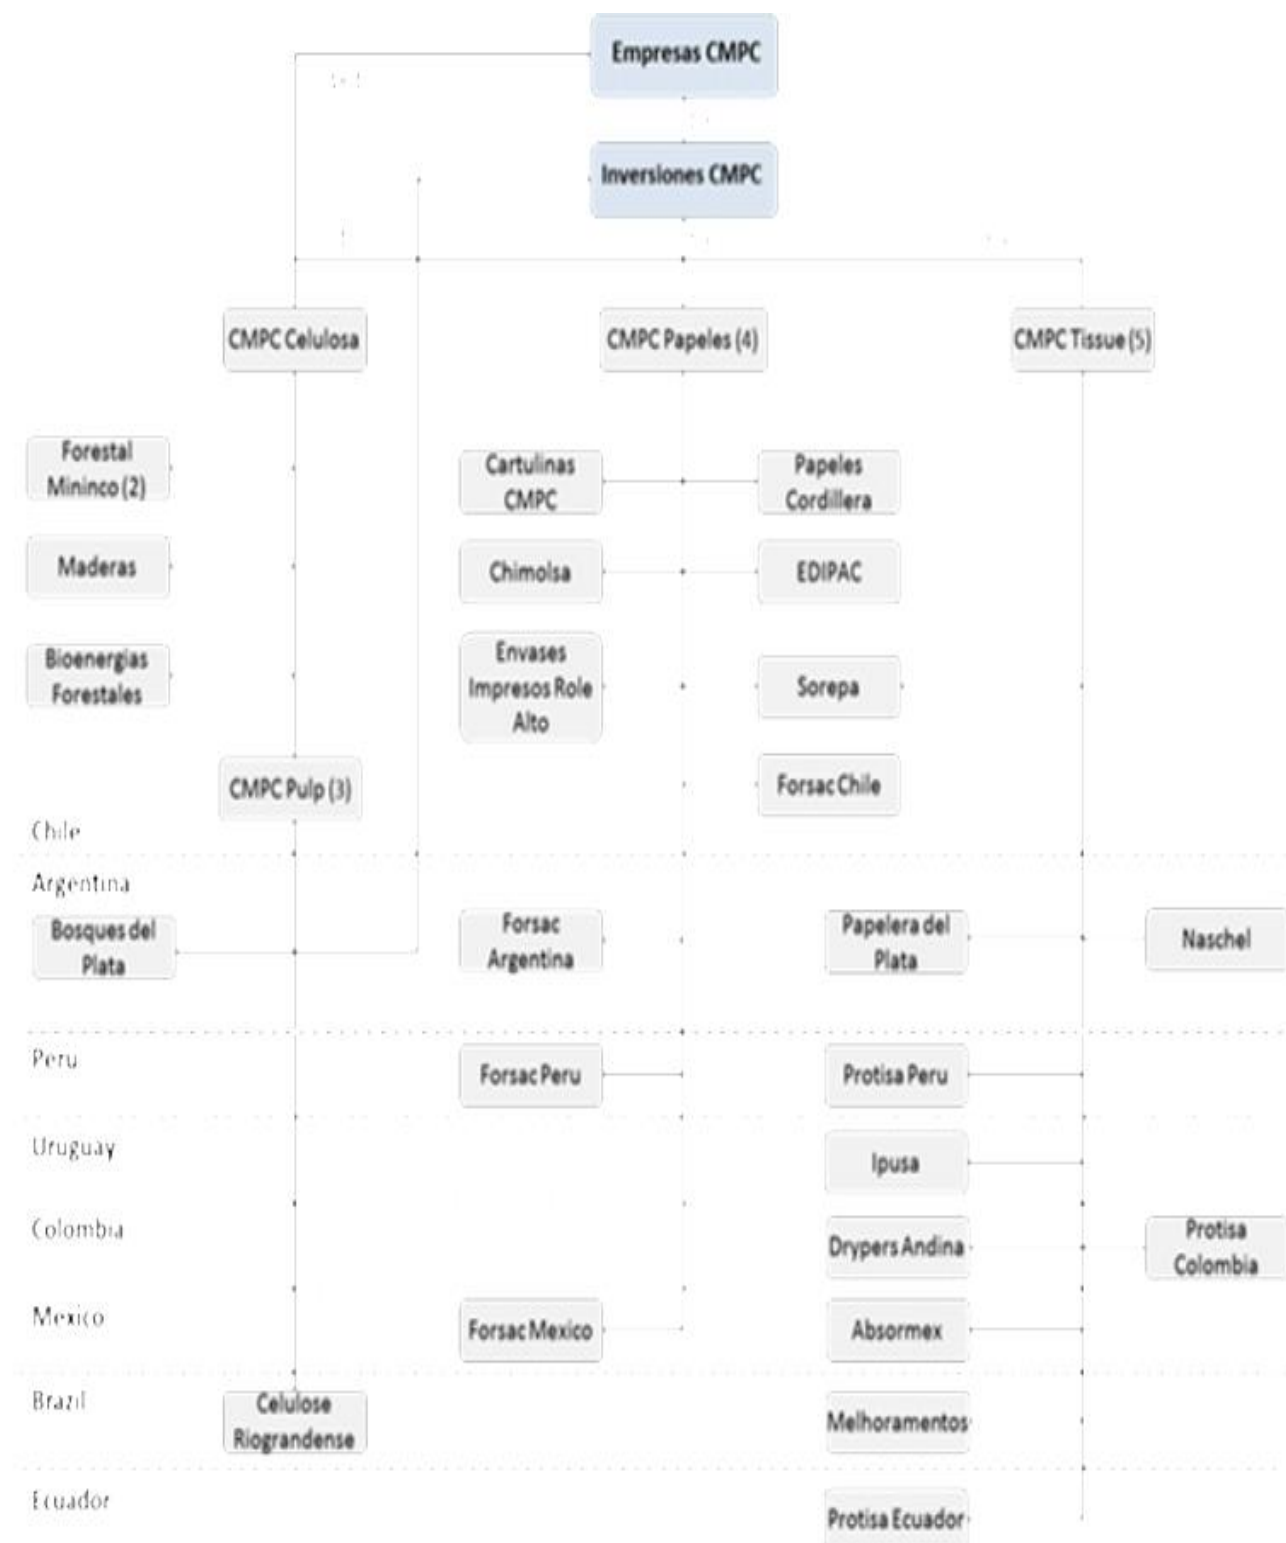 Empresas CMPC
Inversiones CMPC
CMPC Celulosa
CMPC Papeles (4)
CMPC Tissue (5)
Forestal
Mininco (2)
Cartulinas
CMPC
Papeles
Cordillera
Maderas
Chimolsa
EDIPAC
Bioenergías
Forestales
Envases
Impresos Role
Alto
Sorepa
CMPC Pulp (3)
Forsac Chile
Chile
Argentina
Bosques del
Plata
Forsac
Argentina
Papelera del
Plata
Naschel
Peru
Forsac Peru
Protisa Peru
Uruguay
Ipusa
Colombia
Drypers Andina
Protisa
Colombia
Mexico
Forsac Mexico
Absormex
Brazil
Celulose
Riograndense
Melhoramentos
Ecuador
Protisa Ecuador